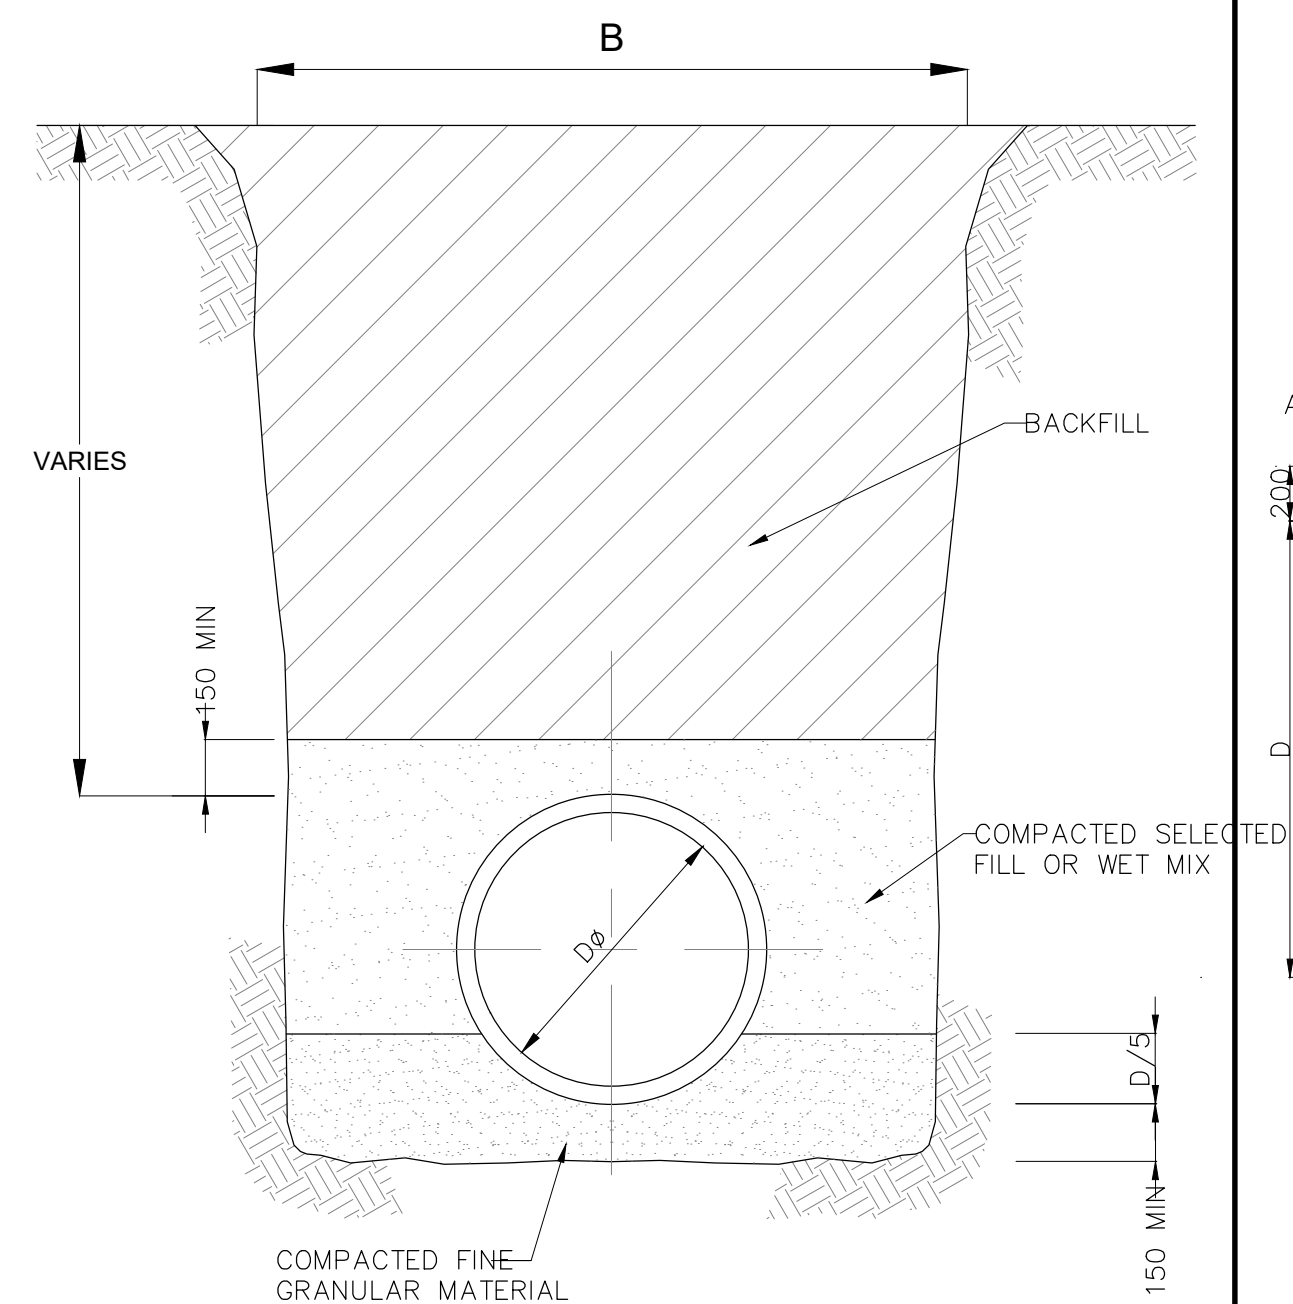 B
A
BACKFILL
VARIES
200
150 MIN
D
COMPACTED SELECTED
FILL OR WET MIX
DØ
D/5
150 MIN
COMPACTED FINE
GRANULAR MATERIAL